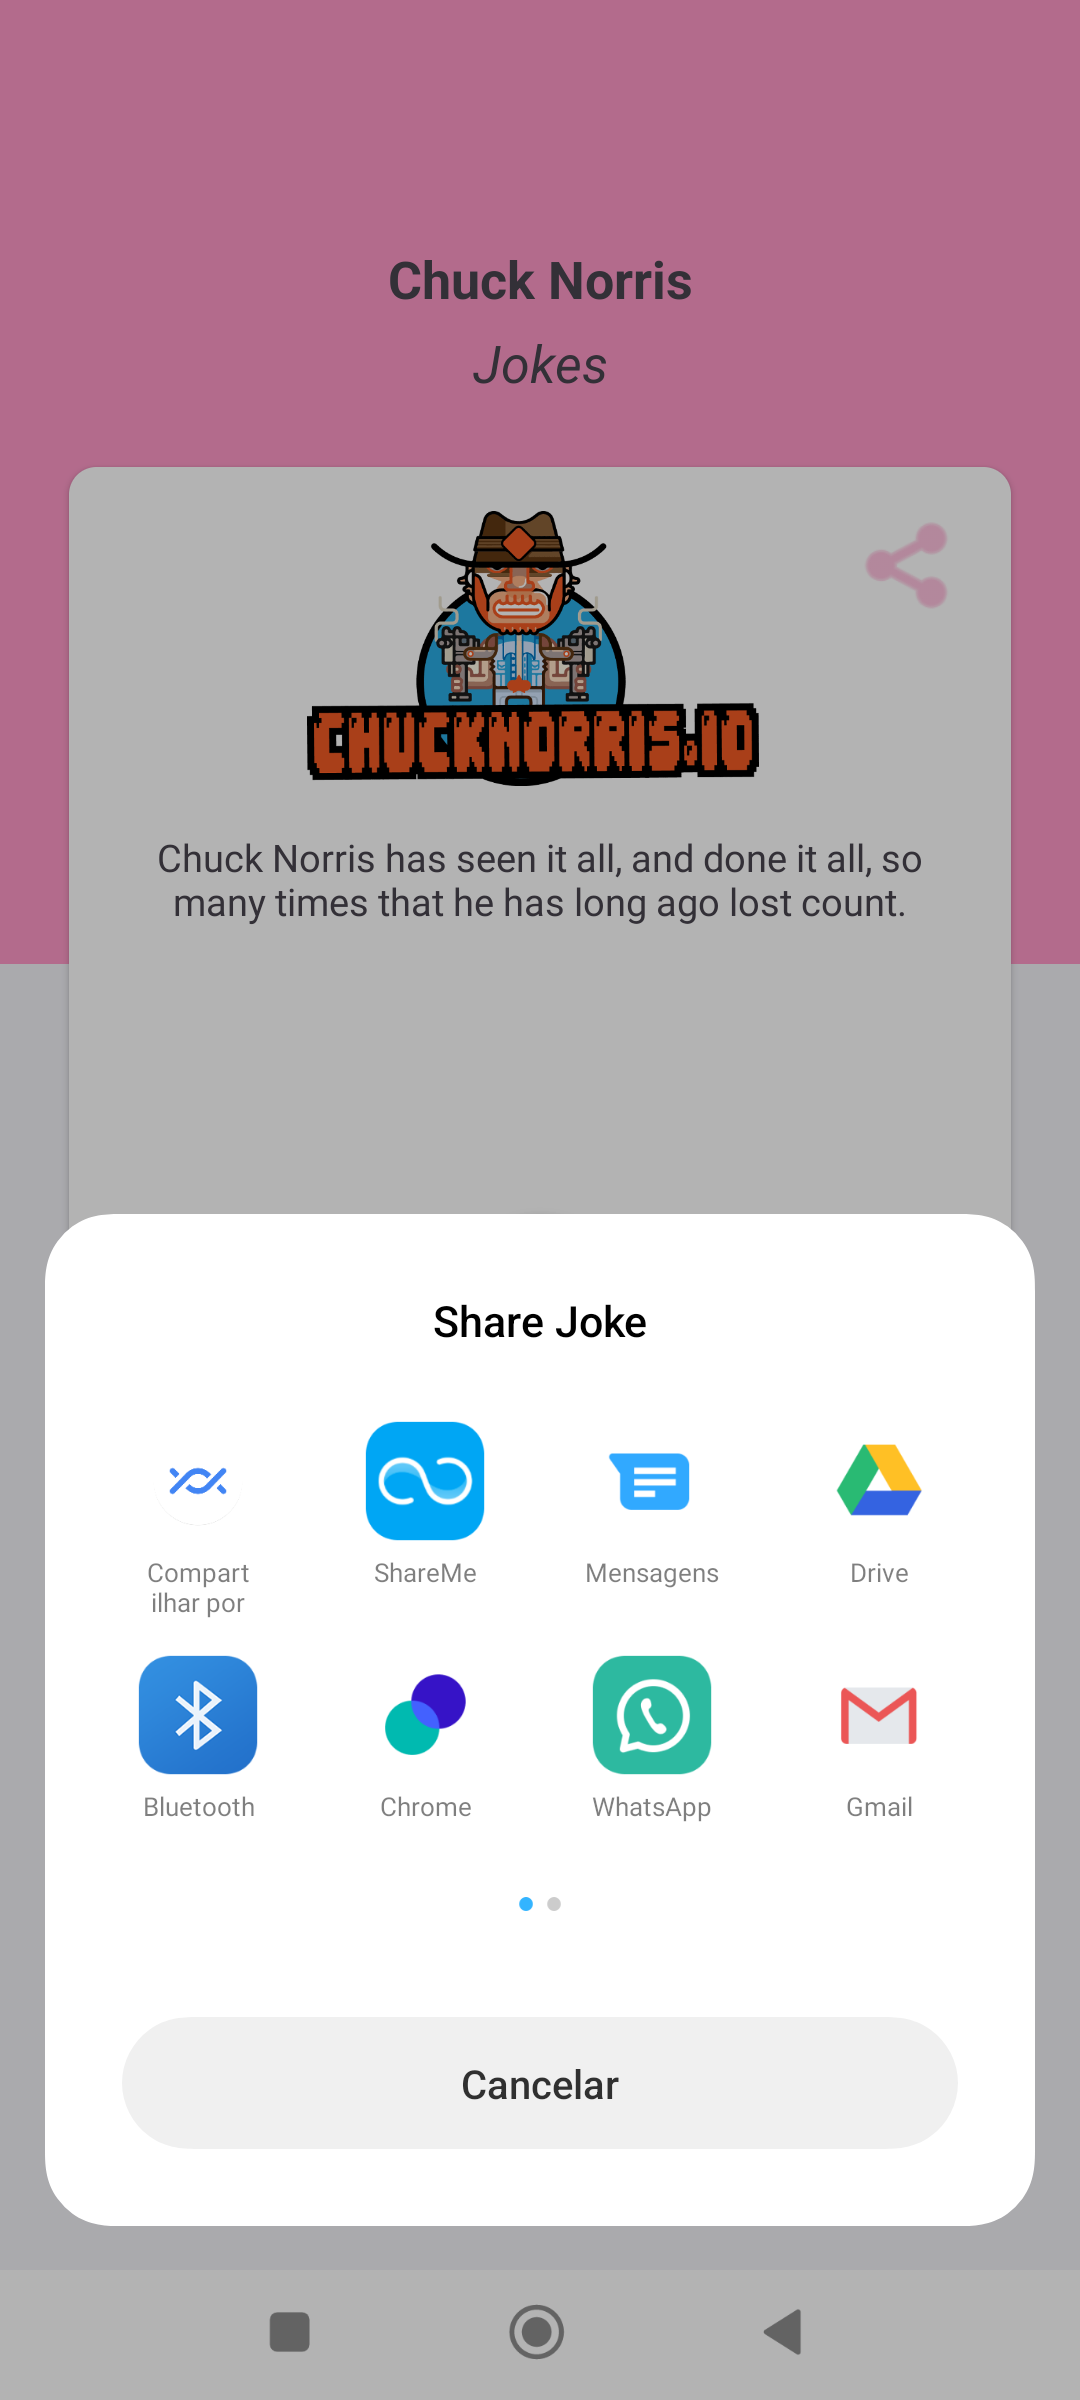 Chuck Norris
Jokes
CHUCKNORRIS.IO
Chuck Norris has seen it all, and done it all, so
many times that he has long ago lost count.
Share Joke
Compart
ilhar por
ShareMe
Mensagens
Drive
Bluetooth
Chrome
WhatsApp
Gmail
Cancelar